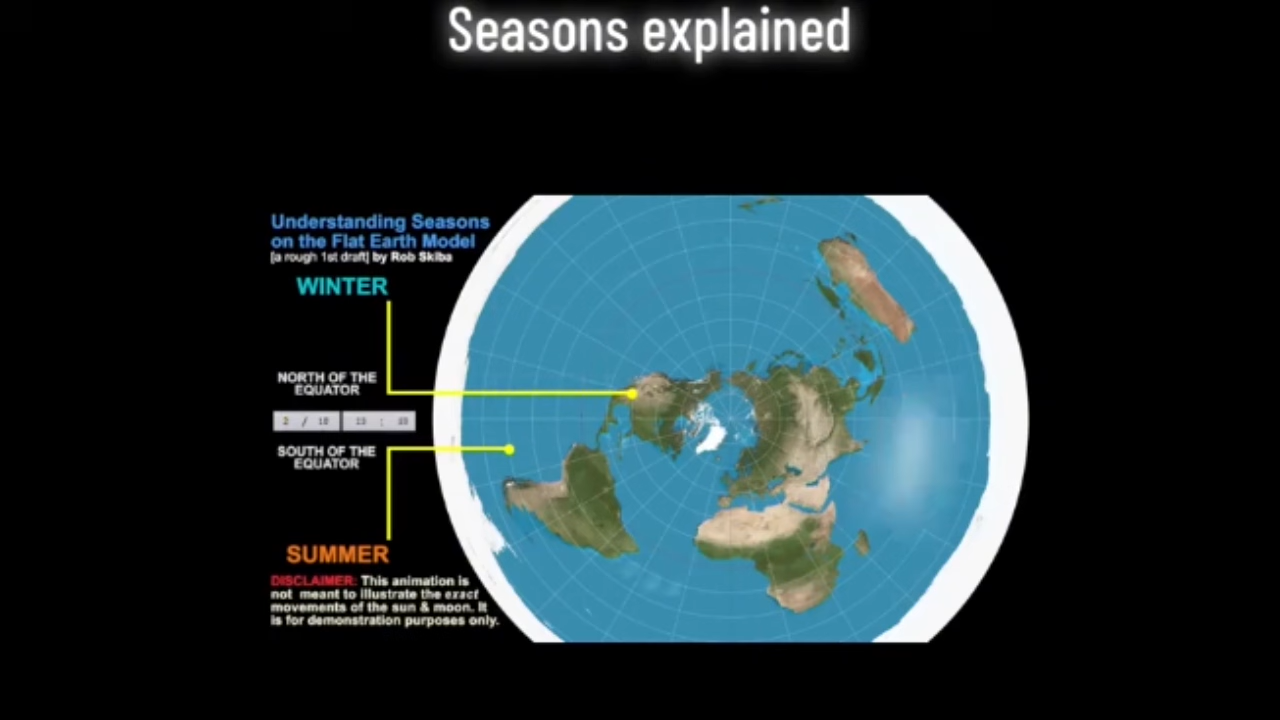 Seasons explained
Understanding Seasons
on the Flat Earth Model
[a rough 1st draft] by Rob Skiba
WINTER
NORTH OF THE
EQUATOR
SOUTH OF THE
EQUATOR
SUMMER
DISCLAIMER: This animation is
not meant to illustrate the exact
movements of the sun & moon. It
is for demonstration purposes only.